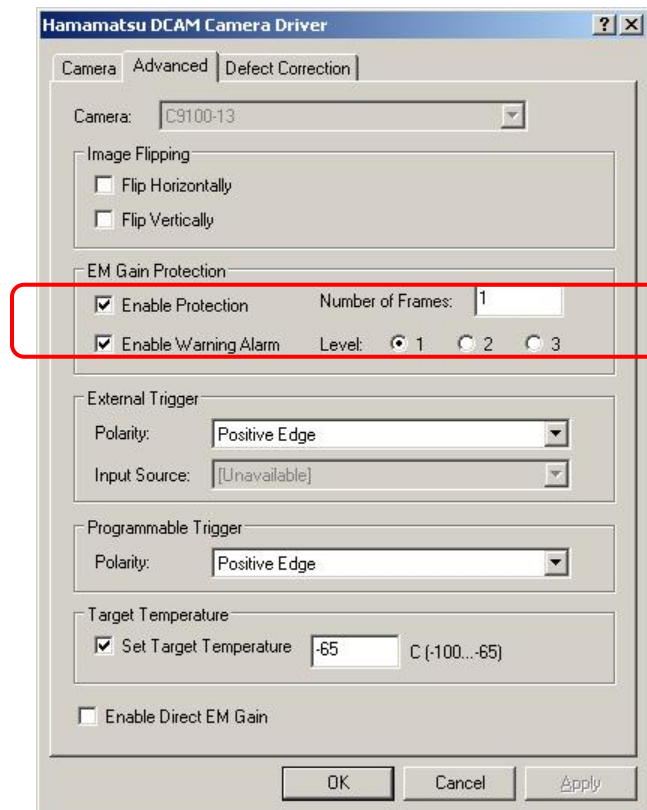 Hamamatsu DCAM Camera Driver
Camera Advanced Defect Correction
Camera: C9100-13
Image Flipping
Flip Horizontally
Flip Vertically
EM Gain Protection
Enable Protection Number of Frames: 1
Enable Warning Alarm Level: 1 2 3
External Trigger
Polarity: Positive Edge
Input Source: [Unavailable]
Programmable Trigger
Polarity: Positive Edge
Target Temperature
Set Target Temperature -65 C (-100...-65)
Enable Direct EM Gain
OK Cancel Apply